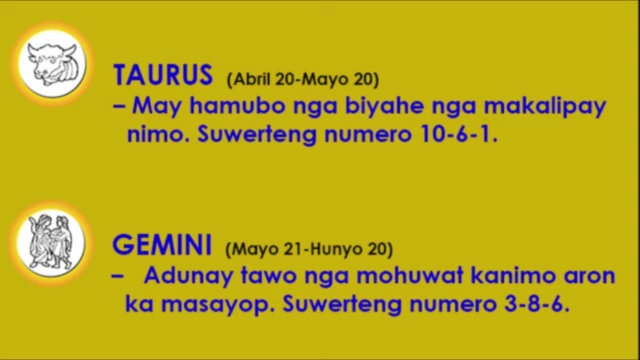 TAURUS (Abril 20-Mayo 20)
– May hamubo nga biyahe nga makalipay
nimo. Suwerteng numero 10-6-1.
GEMINI (Mayo 21-Hunyo 20)
– Adunay tawo nga mohuwat kanimo aron
ka masayop. Suwerteng numero 3-8-6.